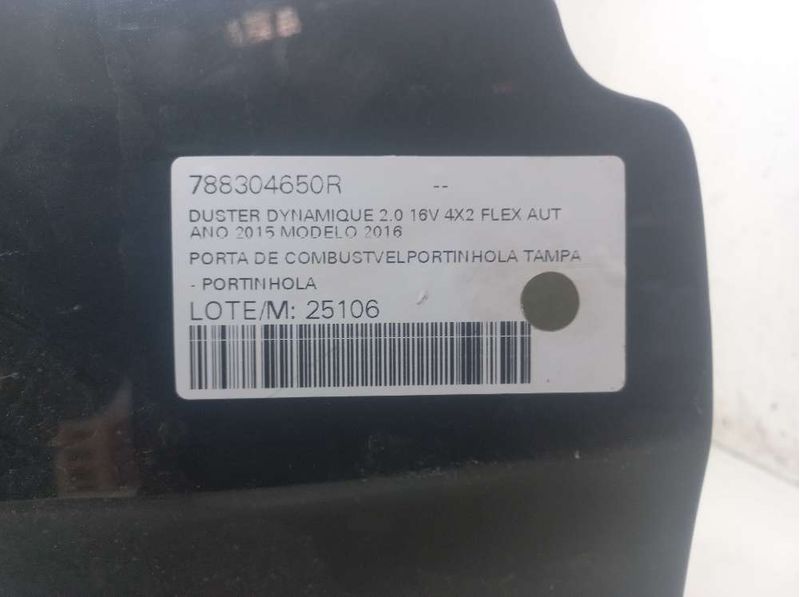 788304650R --
DUSTER DYNAMIQUE 2.0 16V 4X2 FLEX AUT
ANO 2015 MODELO 2016
PORTA DE COMBUSTVELPORTINHOLA TAMPA
- PORTINHOLA
LOTE/M: 25106